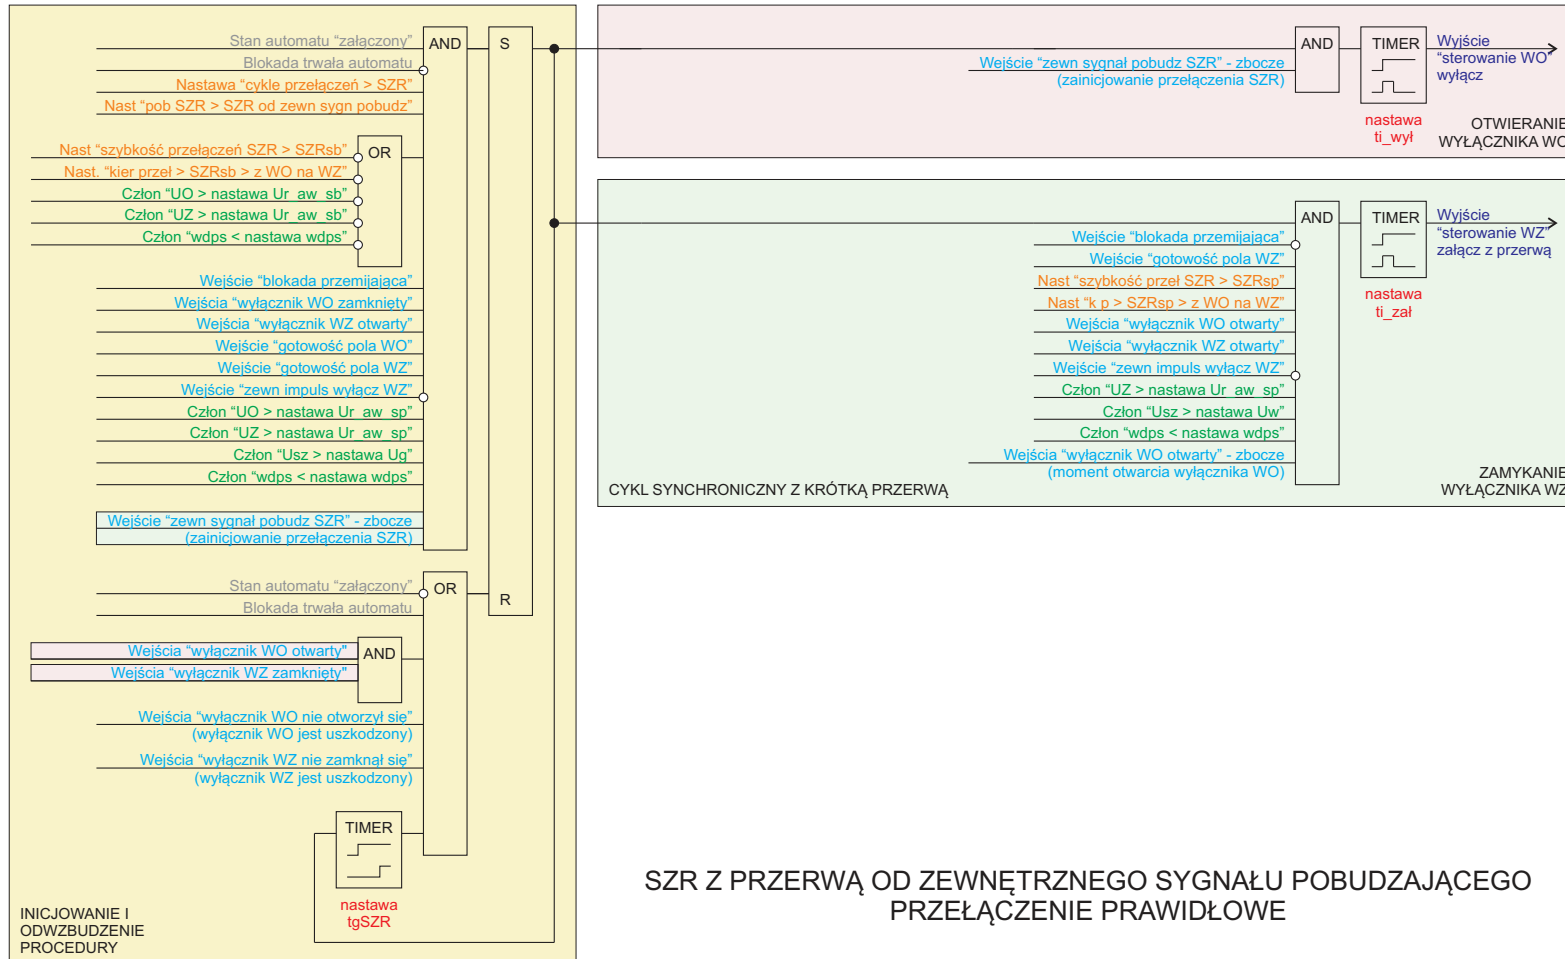 Stan automatu “załączony”
Blokada trwała automatu
Nastawa “cykle przełączeń > SZR”
Nast “pob SZR > SZR od zewn sygn pobudz”
AND
S
Nast “szybkość przełączeń SZR > SZRsb”
Nast. “kier przeł > SZRsb > z WO na WZ”
Człon “UO > nastawa Ur_aw_sb”
Człon “UZ > nastawa Ur_aw_sb”
Człon “wdps < nastawa wdps”
OR
Wejście “blokada przemijająca”
Wejścia “wyłącznik WO zamknięty”
Wejścia “wyłącznik WZ otwarty”
Wejście “gotowość pola WO”
Wejście “gotowość pola WZ”
Wejście “zewn impuls wyłącz WZ”
Człon “UO > nastawa Ur_aw_sp”
Człon “UZ > nastawa Ur_aw_sp”
Człon “Usz > nastawa Ug”
Człon “wdps < nastawa wdps”
Wejście “zewn sygnał pobudz SZR” - zbocze
(zainicjowanie przełączenia SZR)
Stan automatu “załączony”
Blokada trwała automatu
OR
R
Wejścia “wyłącznik WO otwarty”
Wejścia “wyłącznik WZ zamknięty”
AND
Wejścia “wyłącznik WO nie otworzył się”
(wyłącznik WO jest uszkodzony)
Wejścia “wyłącznik WZ nie zamknął się”
(wyłącznik WZ jest uszkodzony)
TIMER
nastawa
tgSZR
INICJOWANIE I
ODWZBUDZENIE
PROCEDURY
Wejście “zewn sygnał pobudz SZR” - zbocze
(zainicjowanie przełączenia SZR)
AND
TIMER
nastawa
ti_wył
Wyjście
“sterowanie WO”
wyłącz
OTWIERANIE
WYŁĄCZNIKA WO
Wejście “blokada przemijająca”
Wejście “gotowość pola WZ”
Nast “szybkość przeł SZR > SZRsp”
Nast “k p > SZRsp > z WO na WZ”
Wejścia “wyłącznik WO otwarty”
Wejścia “wyłącznik WZ otwarty”
Wejście “zewn impuls wyłącz WZ”
Człon “UZ > nastawa Ur_aw_sp”
Człon “Usz > nastawa Uw”
Człon “wdps < nastawa wdps”
Wejścia “wyłącznik WO otwarty” - zbocze
(moment otwarcia wyłącznika WO)
AND
TIMER
nastawa
ti_zał
Wyjście
“sterowanie WZ”
załącz z przerwą
CYKL SYNCHRONICZNY Z KRÓTKĄ PRZERWĄ
ZAMYKANIE
WYŁĄCZNIKA WZ
SZR Z PRZERWĄ OD ZEWNĘTRZNEGO SYGNAŁU POBUDZAJĄCEGO
PRZEŁĄCZENIE PRAWIDŁOWE